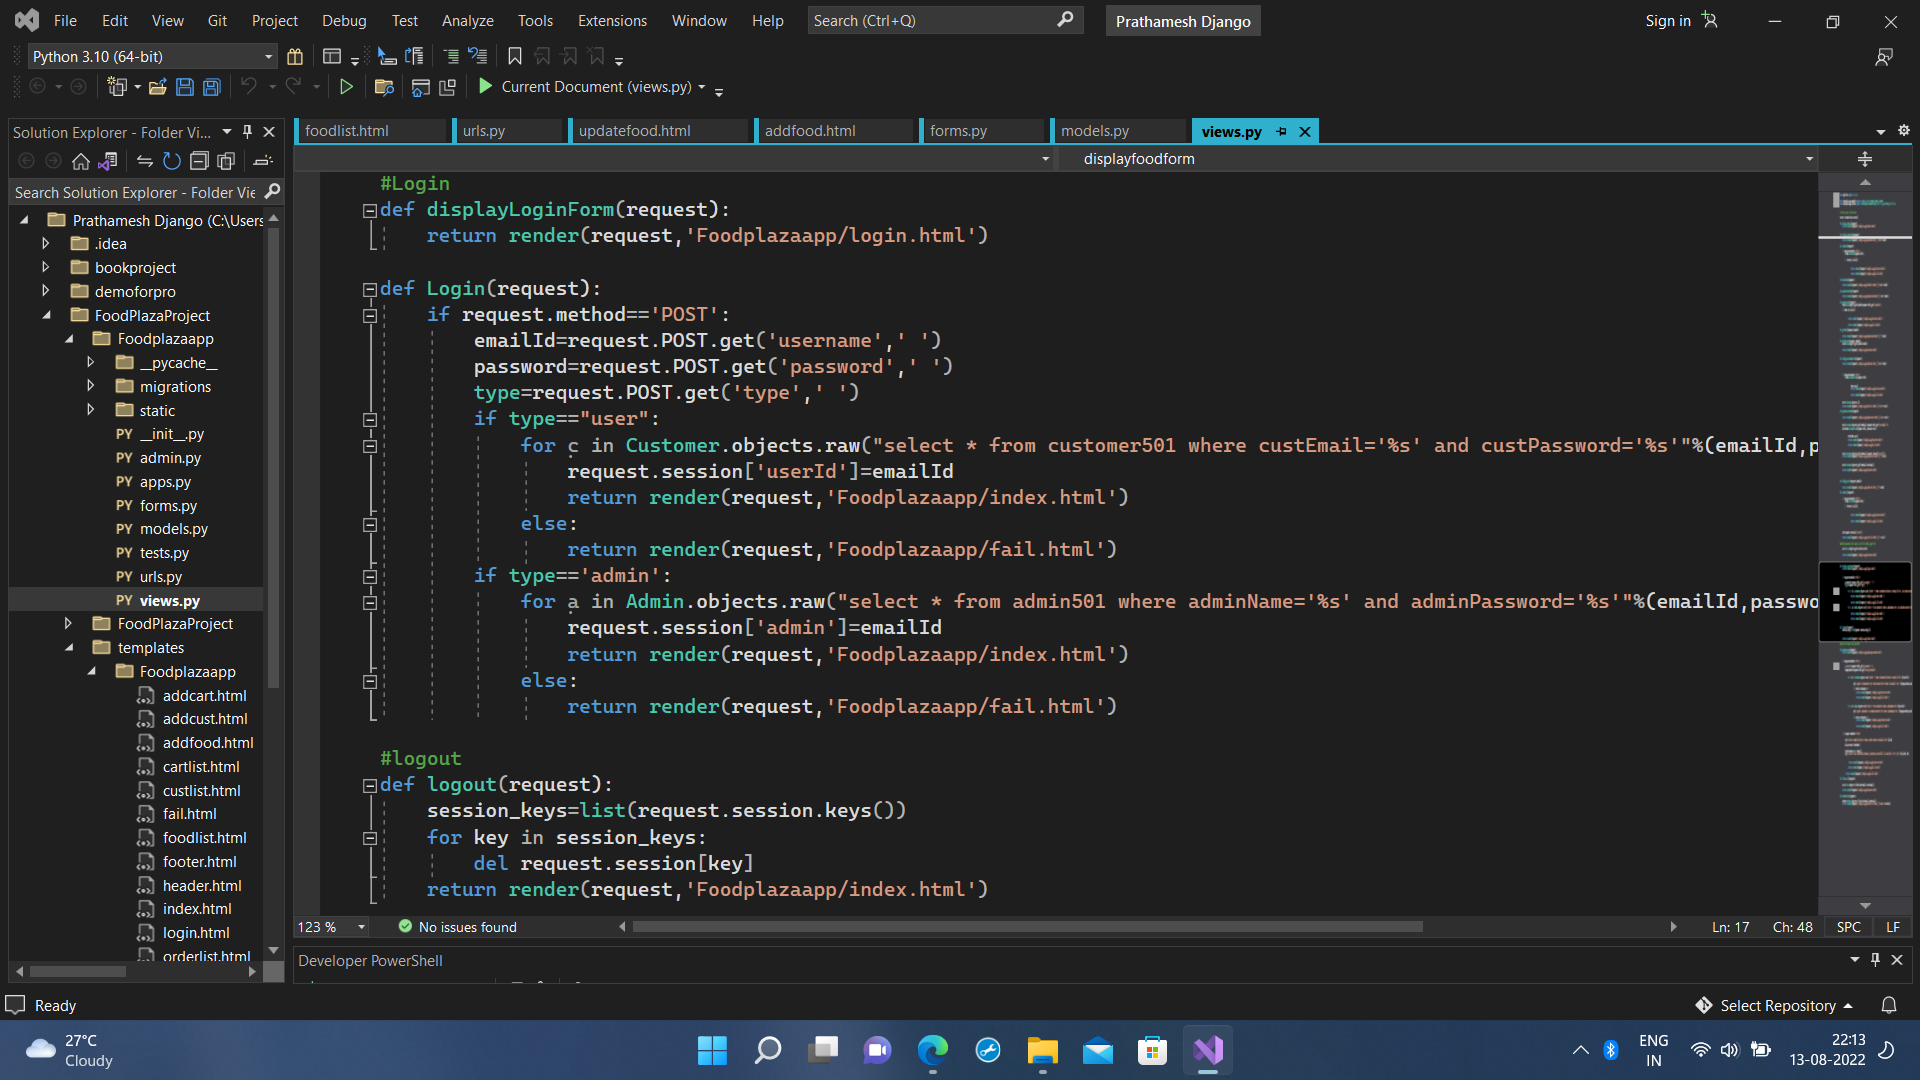 File Edit View Git Project Debug Test Analyze Tools Extensions Window Help Search (Ctrl+Q) Prathamesh Django Sign in
Python 3.10 (64-bit)
Current Document (views.py)
Solution Explorer - Folder Vi...
foodlist.html urls.py updatefood.html addfood.html forms.py models.py views.py
displayfoodform
Search Solution Explorer - Folder Vie
Prathamesh Django (C:\Users
.idea
bookproject
demoforpro
FoodPlazaProject
Foodplazaapp
__pycache__
migrations
static
PY __init__.py
PY admin.py
PY apps.py
PY forms.py
PY models.py
PY tests.py
PY urls.py
PY views.py
FoodPlazaProject
templates
Foodplazaapp
addcart.html
addcust.html
addfood.html
cartlist.html
custlist.html
fail.html
foodlist.html
footer.html
header.html
index.html
login.html
orderlist.html
#Login
def displayLoginForm(request):
return render(request,'Foodplazaapp/login.html')
def Login(request):
if request.method=='POST':
emailId=request.POST.get('username',' ')
password=request.POST.get('password',' ')
type=request.POST.get('type',' ')
if type=="user":
for c in Customer.objects.raw("select * from customer501 where custEmail='%s' and custPassword='%s'"%(emailId,p
request.session['userId']=emailId
return render(request,'Foodplazaapp/index.html')
else:
return render(request,'Foodplazaapp/fail.html')
if type=='admin':
for a in Admin.objects.raw("select * from admin501 where adminName='%s' and adminPassword='%s'"%(emailId,passwo
request.session['admin']=emailId
return render(request,'Foodplazaapp/index.html')
else:
return render(request,'Foodplazaapp/fail.html')
#logout
def logout(request):
session_keys=list(request.session.keys())
for key in session_keys:
del request.session[key]
return render(request,'Foodplazaapp/index.html')
123 % No issues found Ln: 17 Ch: 48 SPC LF
Developer PowerShell
Ready Select Repository
27°C
Cloudy
ENG
IN
22:13
13-08-2022